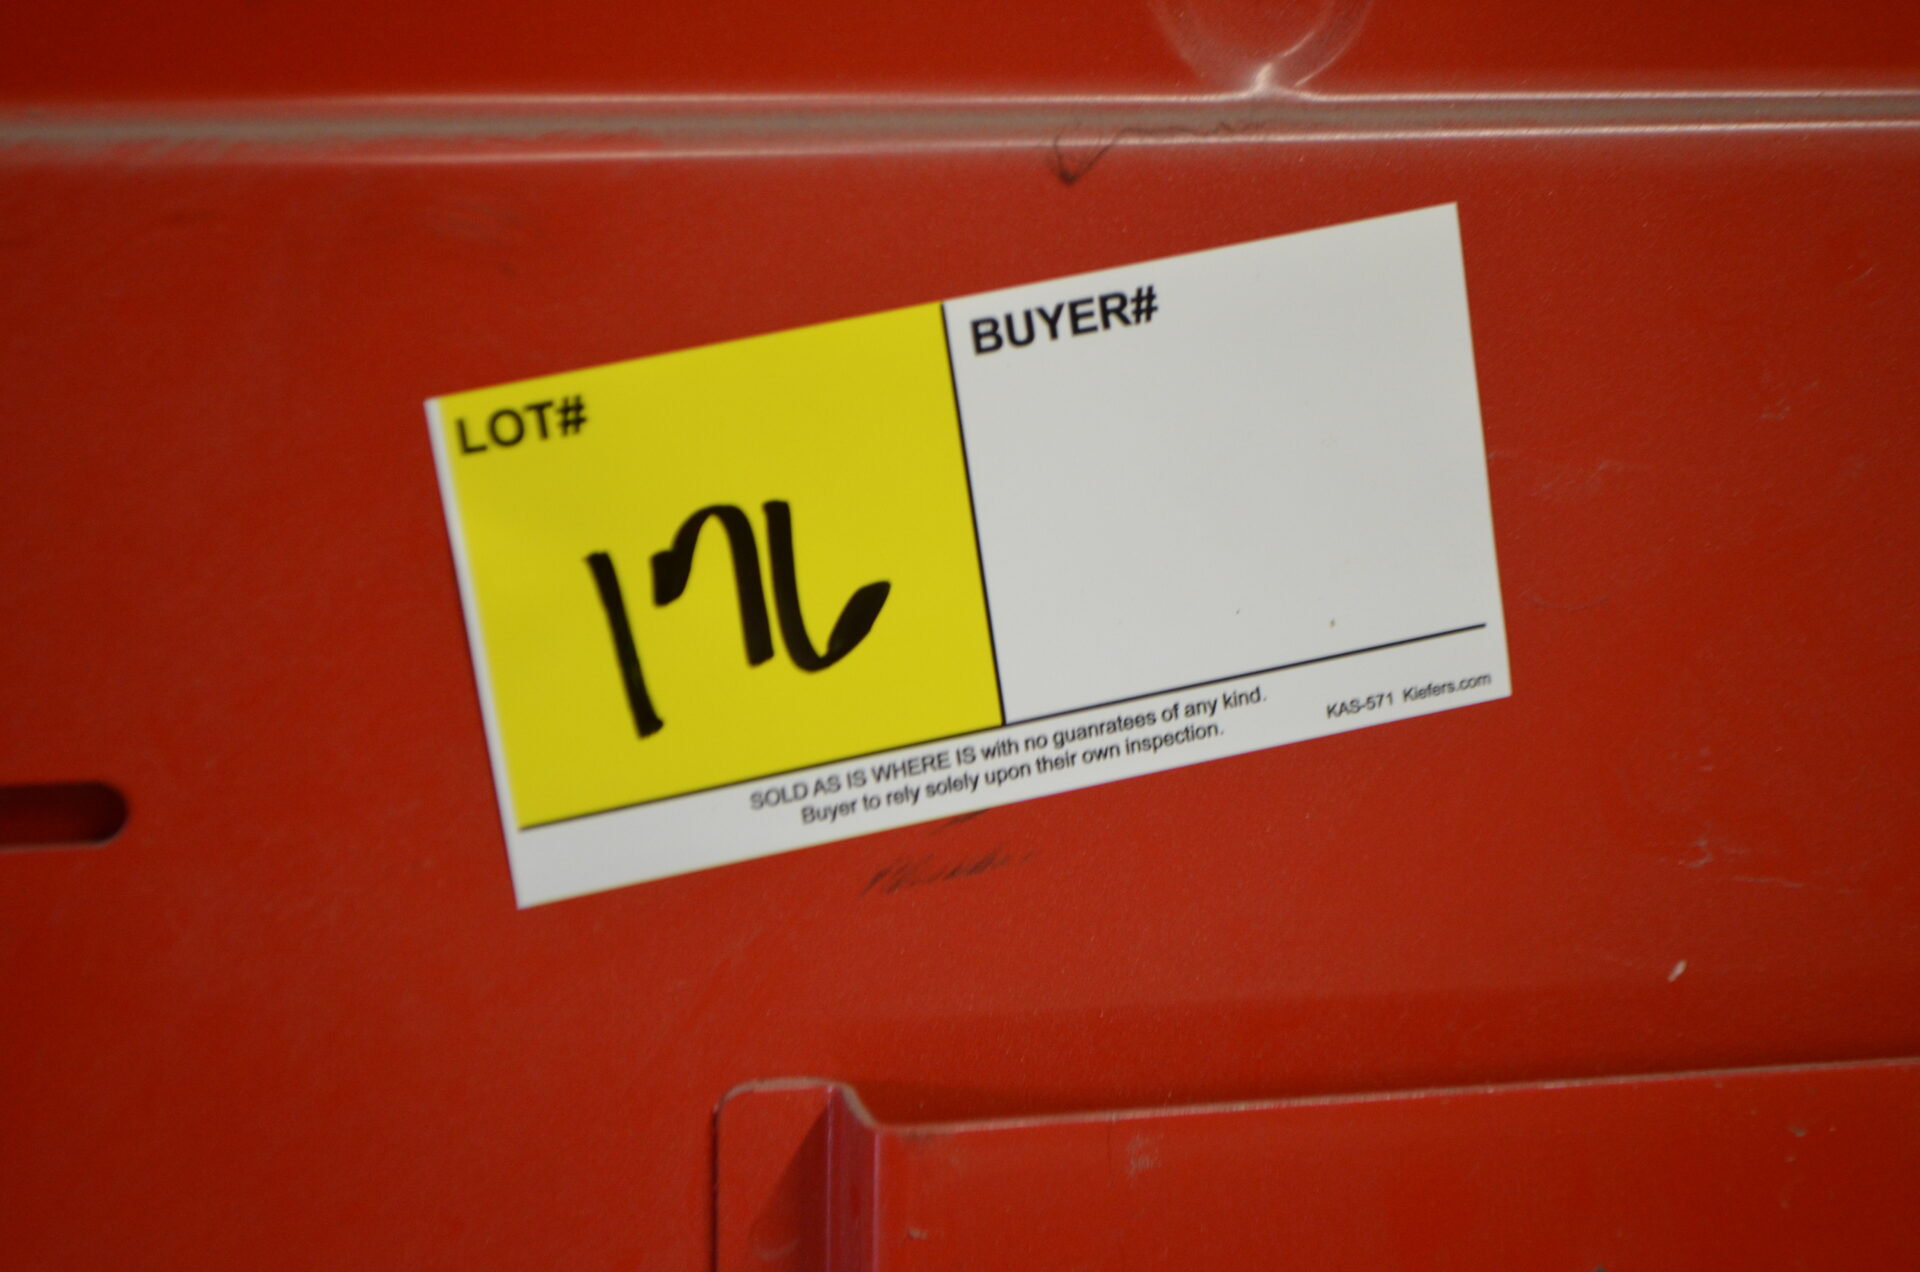 LOT#
BUYER#
176
SOLD AS IS WHERE IS with no guanratees of any kind.
Buyer to rely solely upon their own inspection.
KAS-571 Kiefers.com